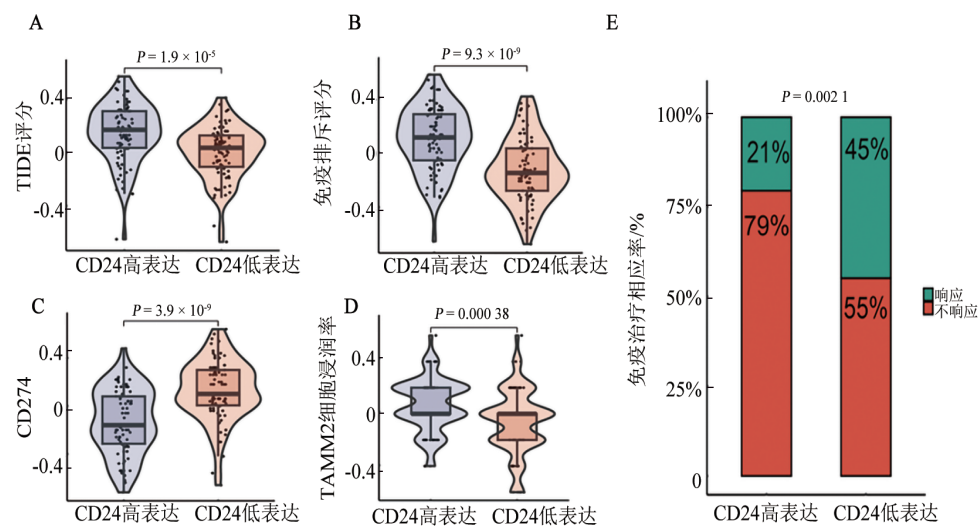 A
P = 1.9 × 10⁻⁵
TIDE评分
0.4
0
-0.4
CD24高表达
CD24低表达
B
P = 9.3 × 10⁻⁹
免疫排斥评分
0.4
0
-0.4
CD24高表达
CD24低表达
C
P = 3.9 × 10⁻⁹
CD274
0.4
0
-0.4
CD24高表达
CD24低表达
D
P = 0.000 38
TAMM2细胞浸润率
0.4
0
-0.4
CD24高表达
CD24低表达
E
P = 0.002 1
免疫治疗相应率/%
100%
75%
50%
25%
0
21%
79%
45%
55%
响应
不响应
CD24高表达
CD24低表达